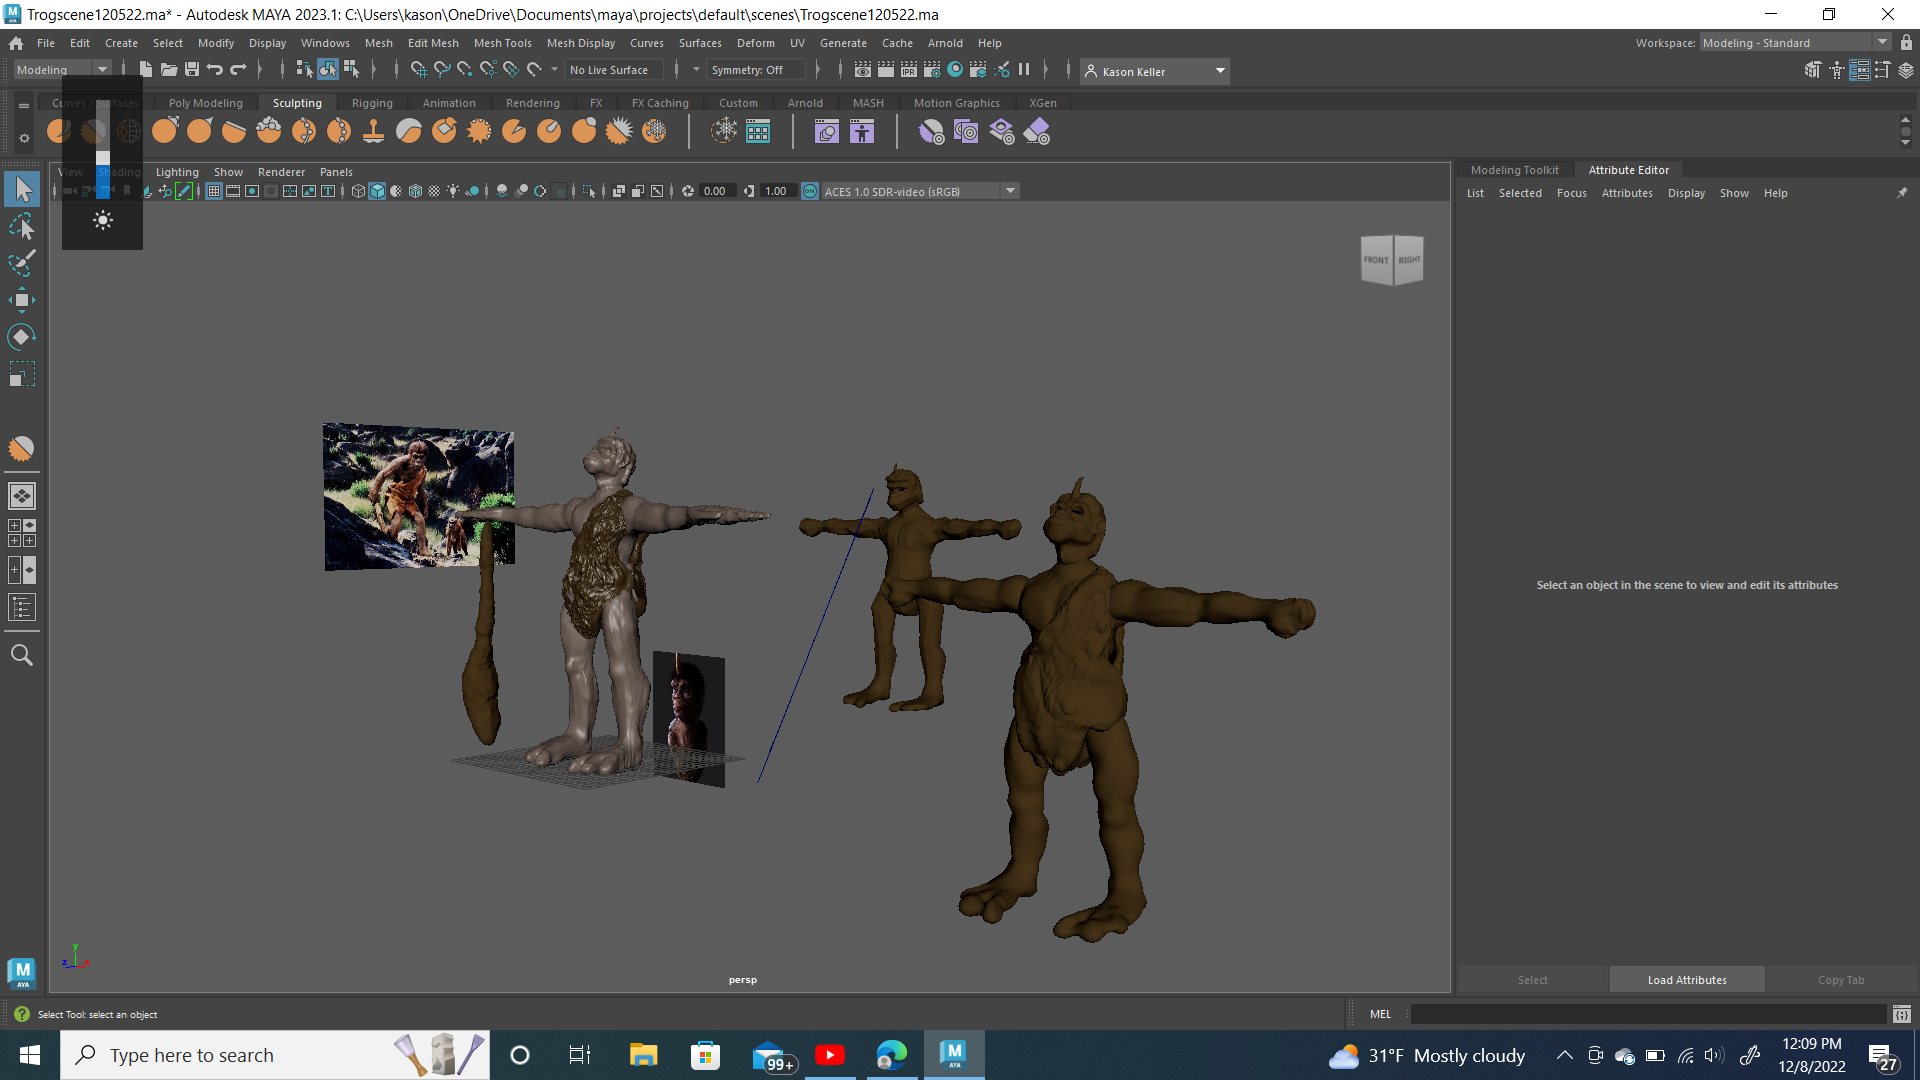 Trogscene120522.ma* - Autodesk MAYA 2023.1: C:\Users\kason\OneDrive\Documents\maya\projects\default\scenes\Trogscene120522.ma
File Edit Create Select Modify Display Windows Mesh Edit Mesh Mesh Tools Mesh Display Curves Surfaces Deform UV Generate Cache Arnold Help
Workspace: Modeling - Standard
Modeling
No Live Surface
Symmetry: Off
IPR
Kason Keller
Curves / Surfaces Poly Modeling Sculpting Rigging Animation Rendering FX FX Caching Custom Arnold MASH Motion Graphics XGen
View Shading Lighting Show Renderer Panels
0.00
1.00
ON
ACES 1.0 SDR-video (sRGB)
Modeling Toolkit Attribute Editor
List Selected Focus Attributes Display Show Help
FRONT RIGHT
Select an object in the scene to view and edit its attributes
y
z x
persp
M
AYA
Select Load Attributes Copy Tab
Select Tool: select an object
MEL
Type here to search
99+
M
AYA
31°F Mostly cloudy
12:09 PM
12/8/2022
27